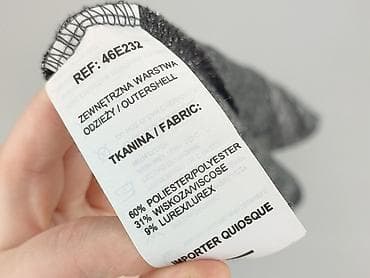 REF: 46E232
ZEWNĘTRZNA WARSTWA
ODZIEŻY / OUTERSHELL
TKANINA / FABRIC:
60% POLIESTER/POLYESTER
31% WISKOZA/VISCOSE
9% LUREX/LUREX
IMPORTER QUIOSQUE